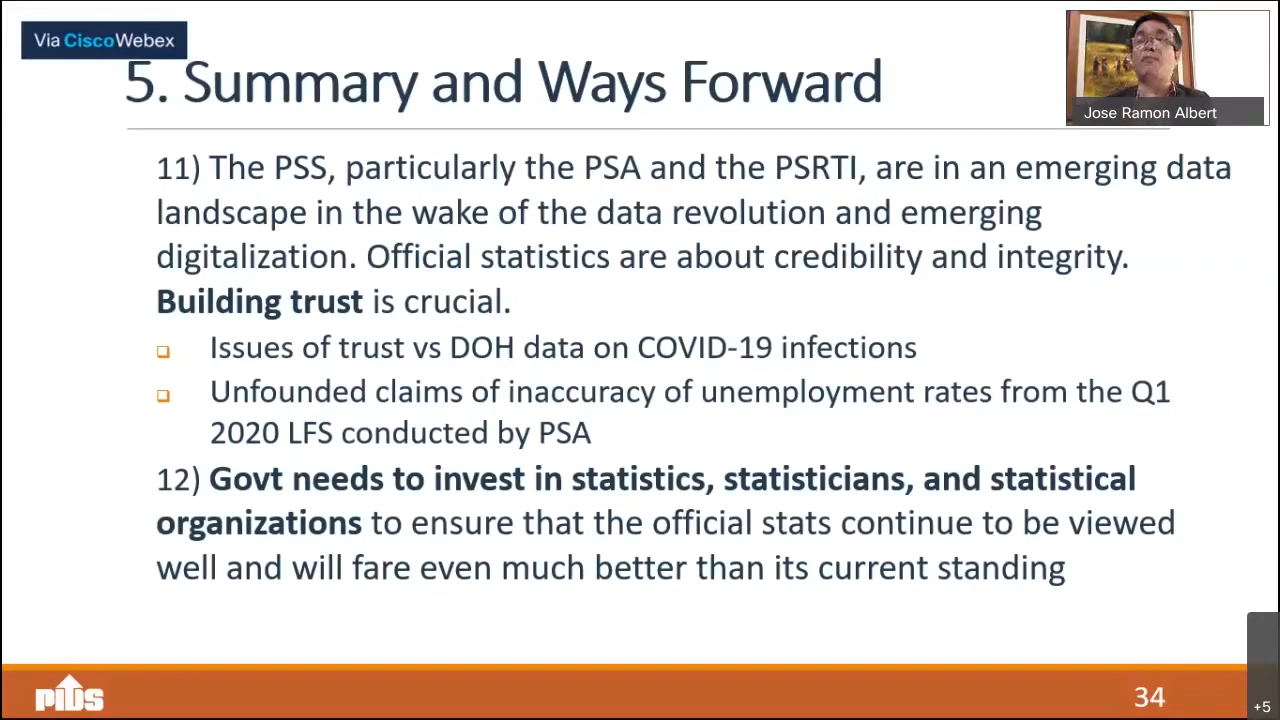 Via CiscoWebex
Jose Ramon Albert
5. Summary and Ways Forward
11) The PSS, particularly the PSA and the PSRTI, are in an emerging data
landscape in the wake of the data revolution and emerging
digitalization. Official statistics are about credibility and integrity.
Building trust is crucial.
Issues of trust vs DOH data on COVID-19 infections
Unfounded claims of inaccuracy of unemployment rates from the Q1
2020 LFS conducted by PSA
12) Govt needs to invest in statistics, statisticians, and statistical
organizations to ensure that the official stats continue to be viewed
well and will fare even much better than its current standing
PIDS
34
+5